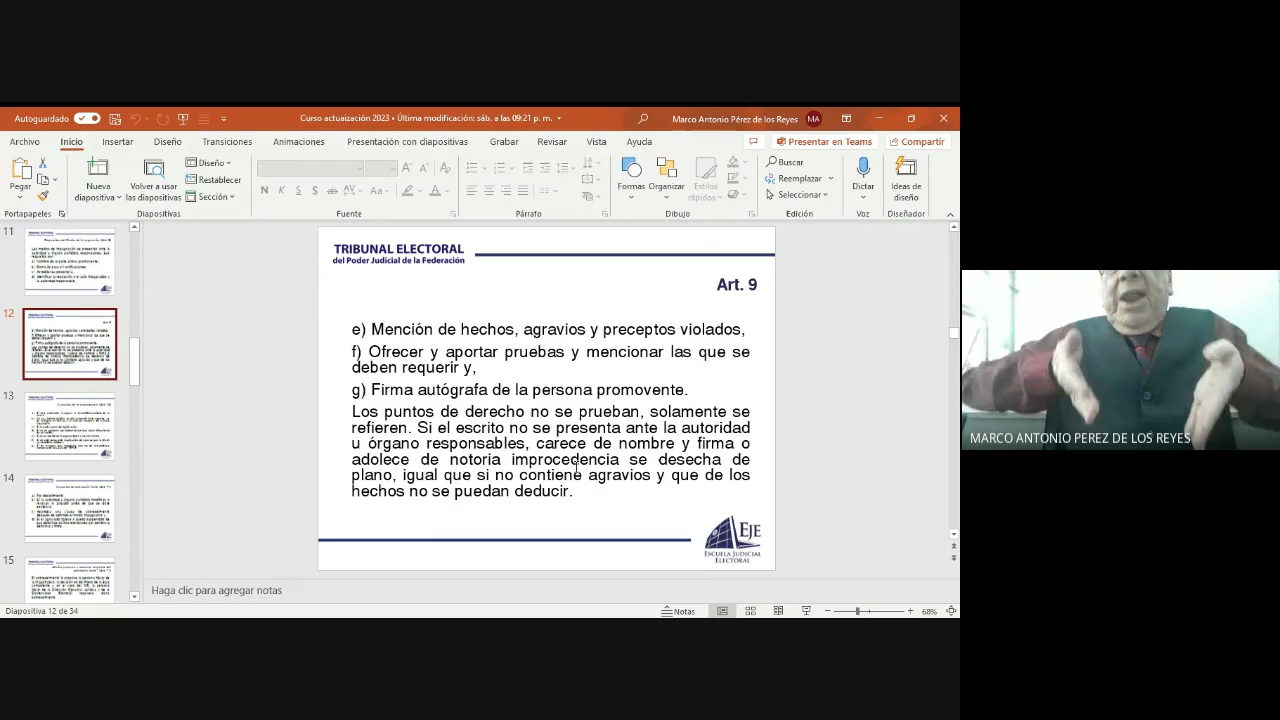 Autoguardado
Curso actuaización 2023 • Última modificación: sáb. a las 09:21 p. m.
Marco Antonio Pérez de los Reyes
MA
Archivo Inicio Insertar Diseño Transiciones Animaciones Presentación con diapositivas Grabar Revisar Vista Ayuda
Presentar en Teams Compartir
Pegar
Nueva diapositiva
Volver a usar las diapositivas
Diseño
Restablecer
Sección
Formas
Organizar
Estilos rápidos
Buscar
Reemplazar
Seleccionar
Dictar
Ideas de diseño
Portapapeles Diapositivas Fuente Párrafo Dibujo Edición Voz Diseñador
11
12
13
14
15
TRIBUNAL ELECTORAL
del Poder Judicial de la Federación
Art. 9
e) Mención de hechos, agravios y preceptos violados,
f) Ofrecer y aportar pruebas y mencionar las que se
deben requerir y,
g) Firma autógrafa de la persona promovente.
Los puntos de derecho no se prueban, solamente se
refieren. Si el escrito no se presenta ante la autoridad
u órgano responsables, carece de nombre y firma o
adolece de notoria improcedencia se desecha de
plano, igual que si no contiene agravios y que de los
hechos no se puedan deducir.
EJE
ESCUELA JUDICIAL
ELECTORAL
Haga clic para agregar notas
Diapositiva 12 de 34
Notas
68%
MARCO ANTONIO PEREZ DE LOS REYES